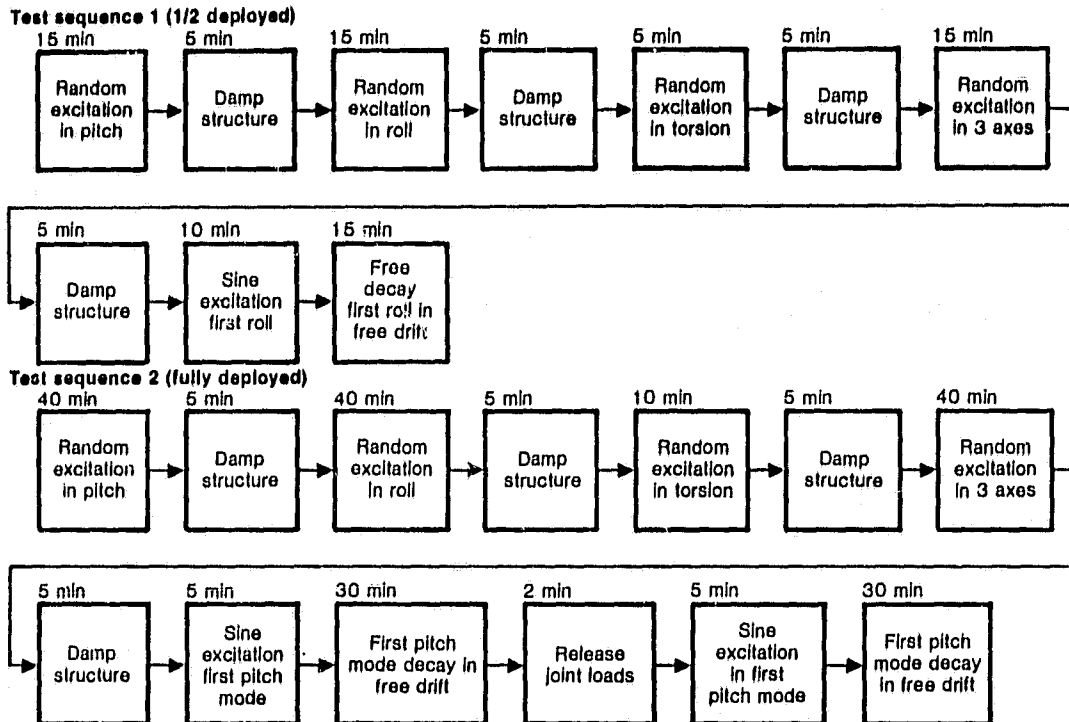 Test sequence 1 (1/2 deployed)
15 min 5 min 15 min 5 min 5 min 5 min 15 min
Random
excitation
in pitch
Damp
structure
Random
excitation
in roll
Damp
structure
Random
excitation
in torsion
Damp
structure
Random
excitation
in 3 axes
5 min 10 min 15 min
Damp
structure
Sine
excitation
first roll
Free
decay
first roll in
free drift
Test sequence 2 (fully deployed)
40 min 5 min 40 min 5 min 10 min 5 min 40 min
Random
excitation
in pitch
Damp
structure
Random
excitation
in roll
Damp
structure
Random
excitation
in torsion
Damp
structure
Random
excitation
in 3 axes
5 min 5 min 30 min 2 min 5 min 30 min
Damp
structure
Sine
excitation
first pitch
mode
First pitch
mode decay in
free drift
Release
joint loads
Sine
excitation
in first
pitch mode
First pitch
mode decay
in free drift